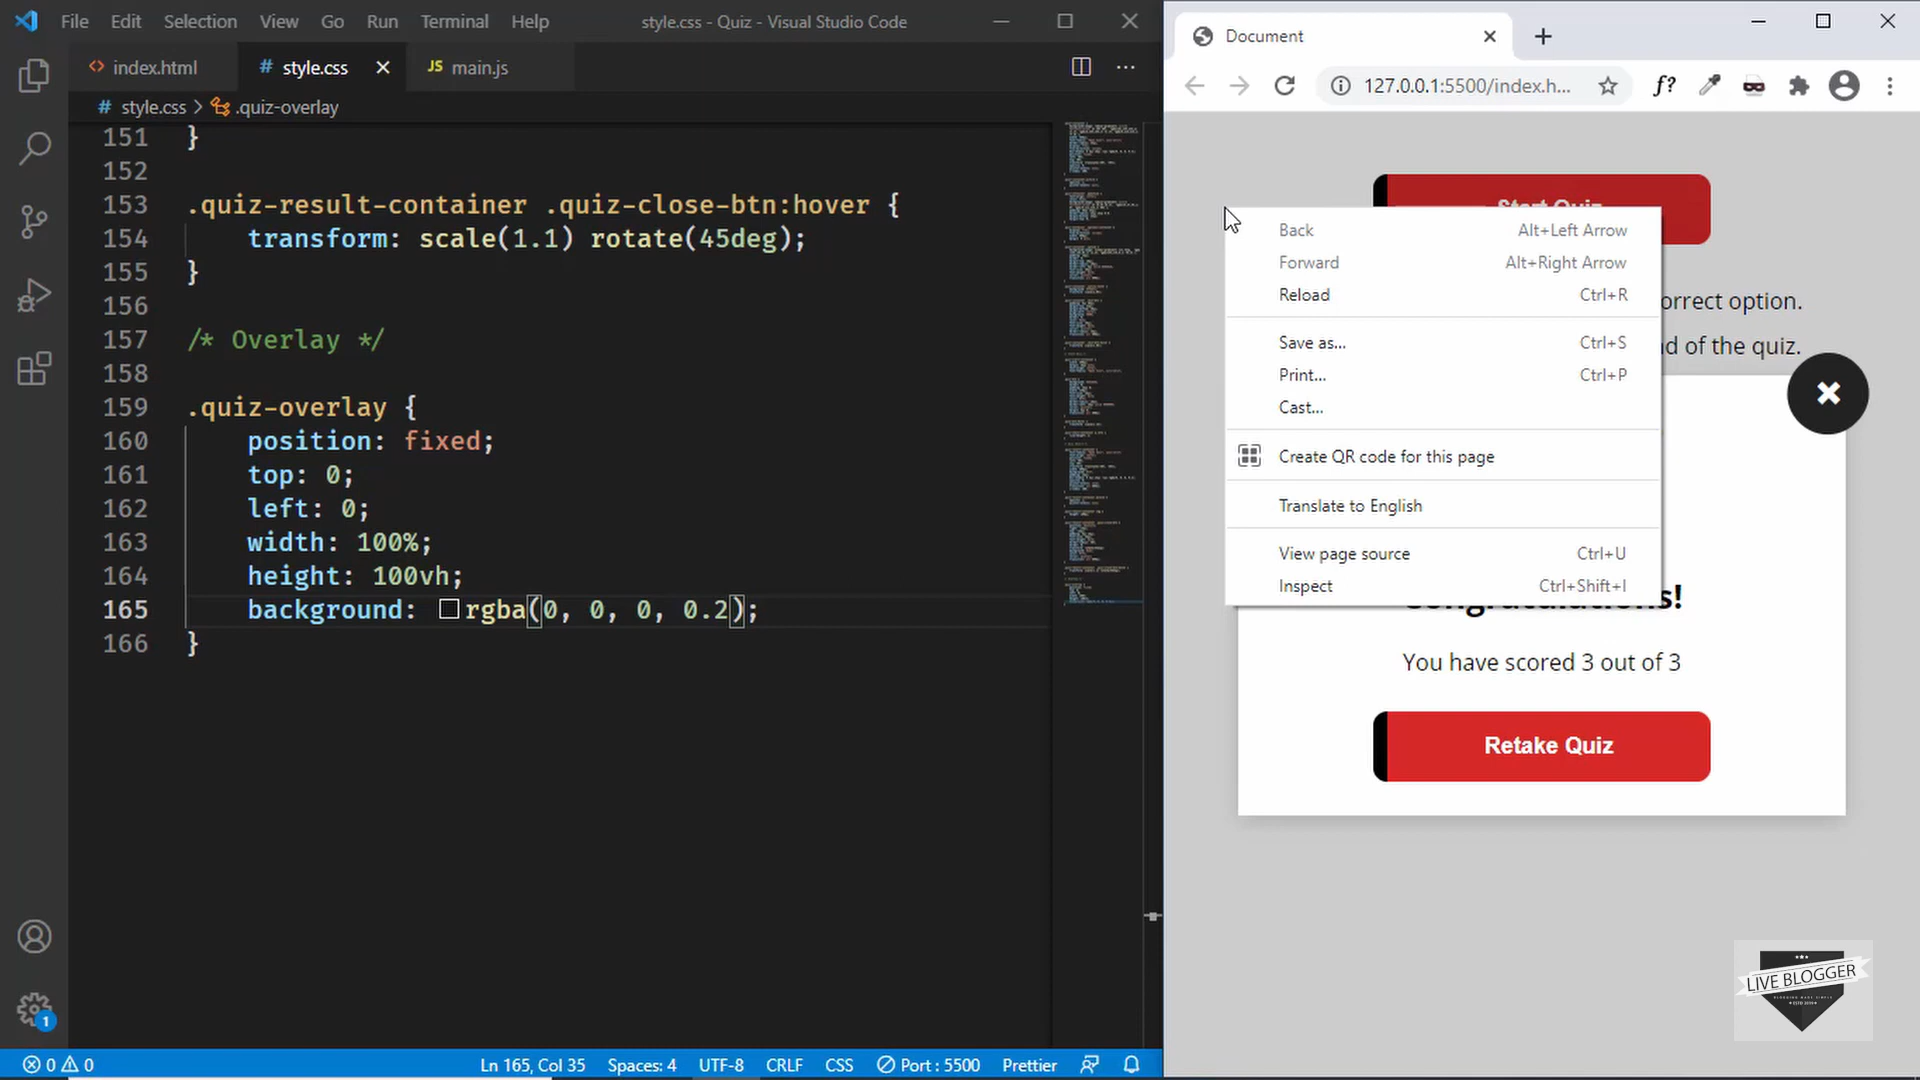 File Edit Selection View Go Run Terminal Help style.css - Quiz - Visual Studio Code
index.html # style.css JS main.js
# style.css > .quiz-overlay
151 }
152
153 .quiz-result-container .quiz-close-btn:hover {
154 transform: scale(1.1) rotate(45deg);
155 }
156
157 /* Overlay */
158
159 .quiz-overlay {
160 position: fixed;
161 top: 0;
162 left: 0;
163 width: 100%;
164 height: 100vh;
165 background: rgba(0, 0, 0, 0.2);
166 }
1
0 0
Ln 165, Col 35 Spaces: 4 UTF-8 CRLF CSS Port : 5500 Prettier
Document
127.0.0.1:5500/index.h...
f?
Start Quiz
orrect option.
nd of the quiz.
Back Alt+Left Arrow
Forward Alt+Right Arrow
Reload Ctrl+R
Save as... Ctrl+S
Print... Ctrl+P
Cast...
Create QR code for this page
Translate to English
View page source Ctrl+U
Inspect Ctrl+Shift+I
Congratulations!
You have scored 3 out of 3
Retake Quiz
LIVE BLOGGER